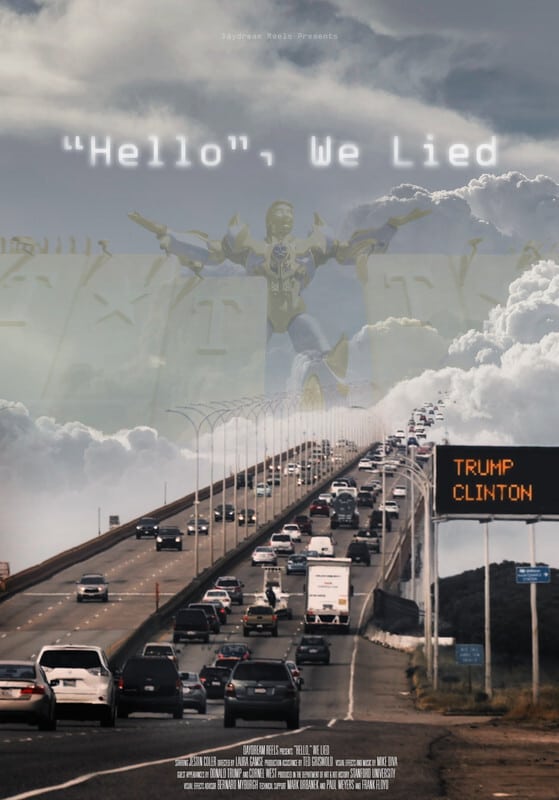 Daydream Reels Presents
“Hello”, We Lied
TRUMP
CLINTON
DAYDREAM REELS PRESENTS "HELLO," WE LIED
STARRING JESTIN COLER DIRECTED BY LAURA GAMSE PRODUCTION ASSISTANCE BY TED GRISWOLD VISUAL EFFECTS AND MUSIC BY MIKE DIVA
GUEST APPEARANCES BY DONALD TRUMP AND CORNEL WEST PRODUCED IN THE DEPARTMENT OF ART & ART HISTORY STANFORD UNIVERSITY
VISUAL EFFECTS ADVISOR BERNARD MYBURGH TECHNICAL SUPPORT MARK URBANEK AND PAUL MEYERS AND FRANK FLOYD